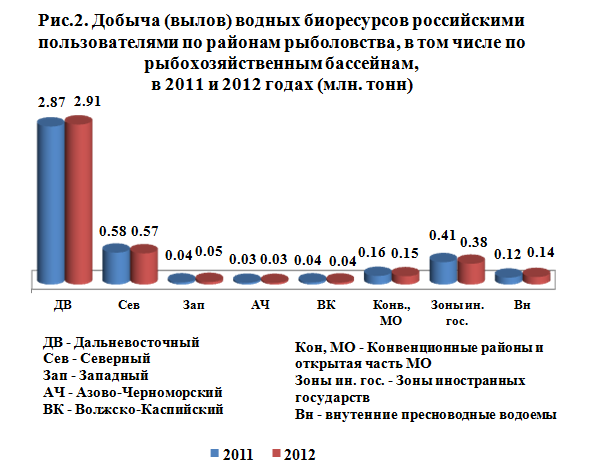 Рис.2. Добыча (вылов) водных биоресурсов российскими
пользователями по районам рыболовства, в том числе по
рыбохозяйственным бассейнам,
в 2011 и 2012 годах (млн. тонн)
2.87 2.91
0.58 0.57
0.04 0.05
0.03 0.03
0.04 0.04
0.16 0.15
0.41 0.38
0.12 0.14
ДВ
Сев
Зап
АЧ
ВК
Конв.,
МО
Зоны ин.
гос.
Вн
ДВ - Дальневосточный
Сев - Северный
Зап - Западный
АЧ - Азово-Черноморский
ВК - Волжско-Каспийский
Кон, МО - Конвенционные районы и
открытая часть МО
Зоны ин. гос. - Зоны иностранных
государств
Вн - внутенние пресноводные водоемы
2011 2012